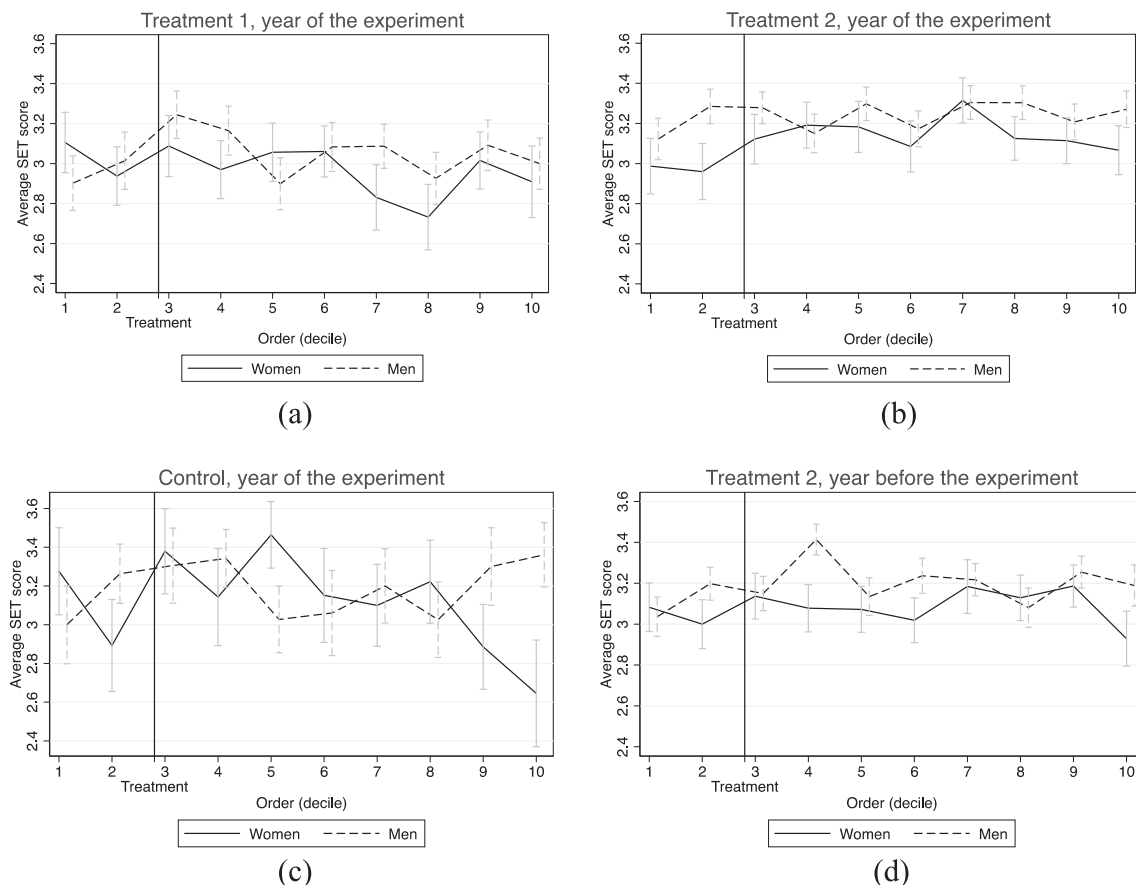 Treatment 1, year of the experiment
Average SET score
3.6
3.4
3.2
3
2.8
2.6
2.4
1 2 3 4 5 6 7 8 9 10
Treatment
Order (decile)
Women Men
(a)
Treatment 2, year of the experiment
Average SET score
3.6
3.4
3.2
3
2.8
2.6
2.4
1 2 3 4 5 6 7 8 9 10
Treatment
Order (decile)
Women Men
(b)
Control, year of the experiment
Average SET score
3.6
3.4
3.2
3
2.8
2.6
2.4
1 2 3 4 5 6 7 8 9 10
Treatment
Order (decile)
Women Men
(c)
Treatment 2, year before the experiment
Average SET score
3.6
3.4
3.2
3
2.8
2.6
2.4
1 2 3 4 5 6 7 8 9 10
Treatment
Order (decile)
Women Men
(d)